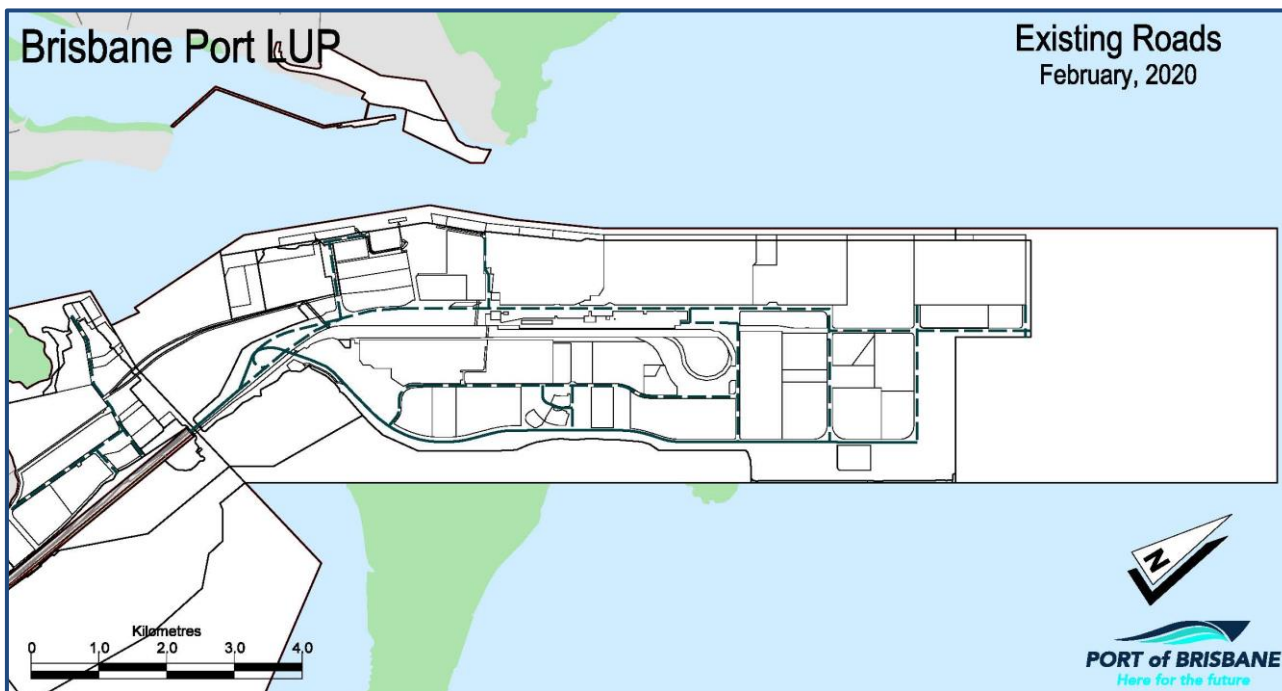 Brisbane Port LUP
Existing Roads
February, 2020
N
Kilometres
0 1,0 2,0 3,0 4,0
PORT of BRISBANE
Here for the future